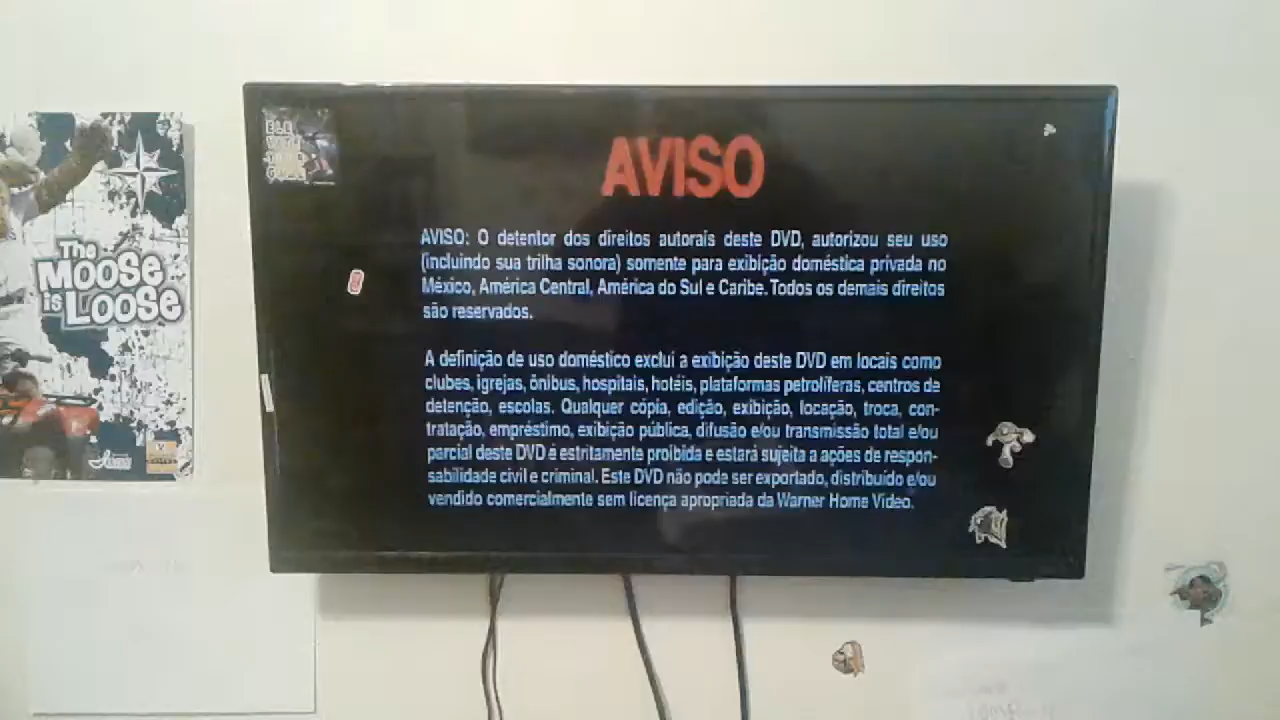 The
MOOSE
is LOOSE
AVISO
AVISO: O detentor dos direitos autorais deste DVD, autorizou seu uso
(incluindo sua trilha sonora) somente para exibição doméstica privada no
México, América Central, América do Sul e Caribe. Todos os demais direitos
são reservados.
A definição de uso doméstico exclui a exibição deste DVD em locais como
clubes, igrejas, ônibus, hospitais, hotéis, plataformas petrolíferas, centros de
detenção, escolas. Qualquer cópia, edição, exibição, locação, troca, con-
tratação, empréstimo, exibição pública, difusão e/ou transmissão total e/ou
parcial deste DVD é estritamente proibida e estará sujeita a ações de respon-
sabilidade civil e criminal. Este DVD não pode ser exportado, distribuido e/ou
vendido comercialmente sem licença apropriada da Warner Home Video.